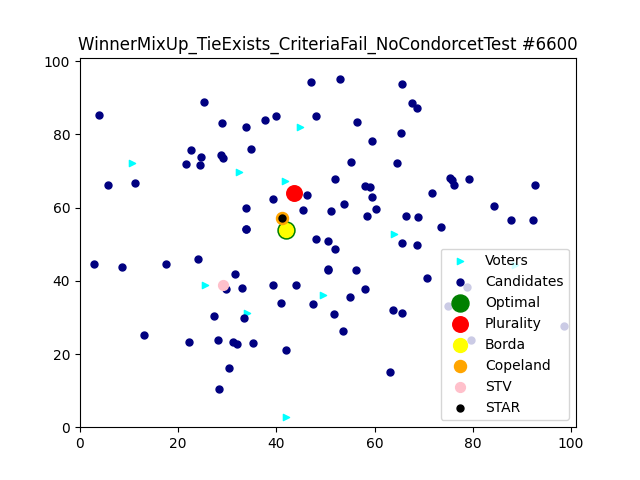 WinnerMixUp_TieExists_CriteriaFail_NoCondorcetTest #6600
100
80
60
40
20
0
0 20 40 60 80 100
Voters
Candidates
Optimal
Plurality
Borda
Copeland
STV
STAR